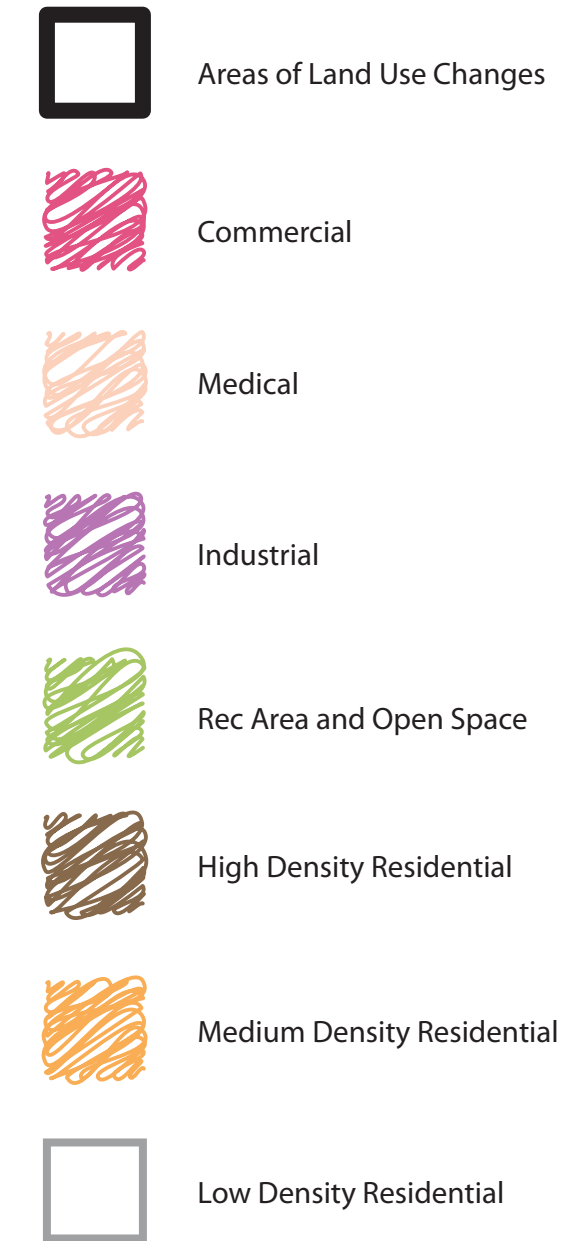 Areas of Land Use Changes
Commercial
Medical
Industrial
Rec Area and Open Space
High Density Residential
Medium Density Residential
Low Density Residential